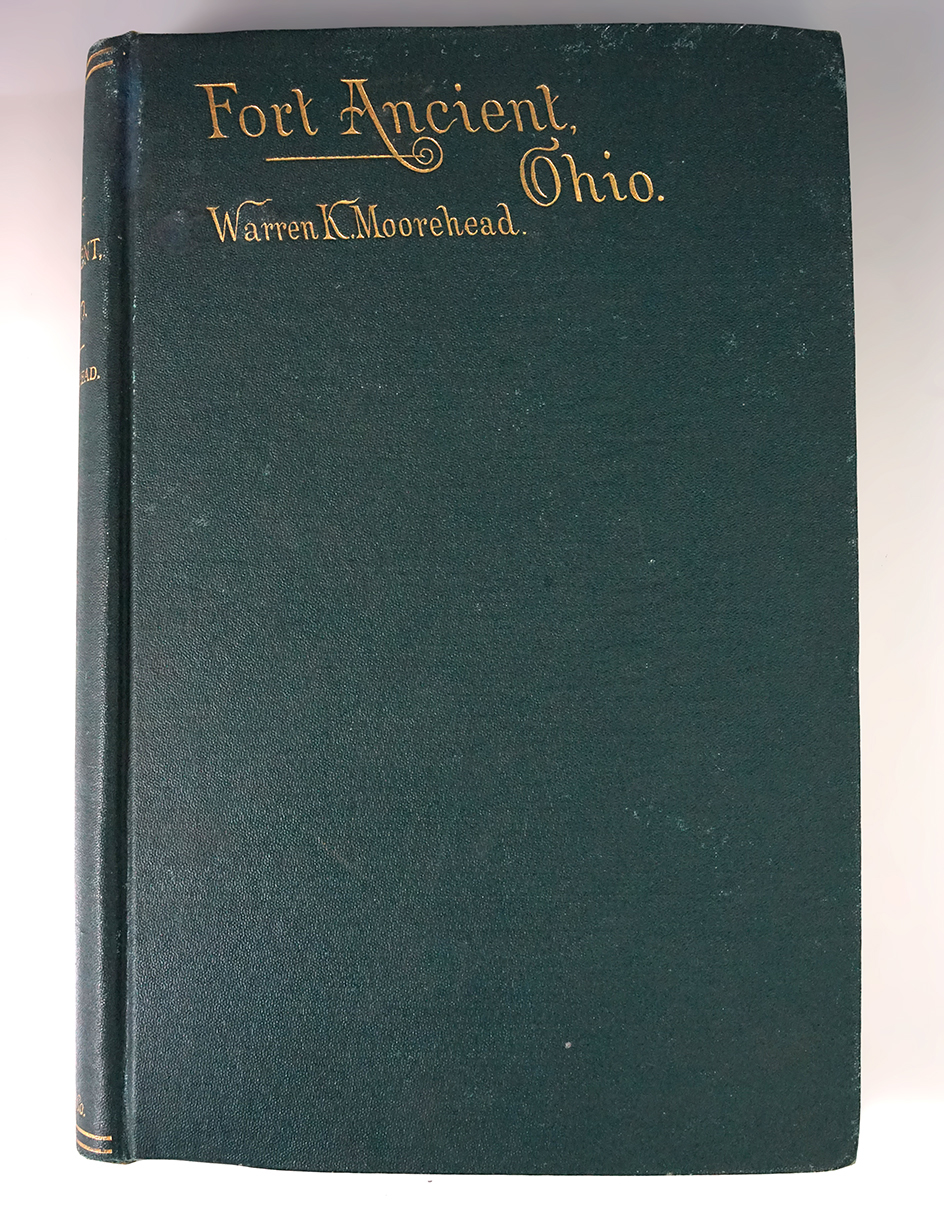 Fort Ancient,
Ohio.
Warren K. Moorehead.